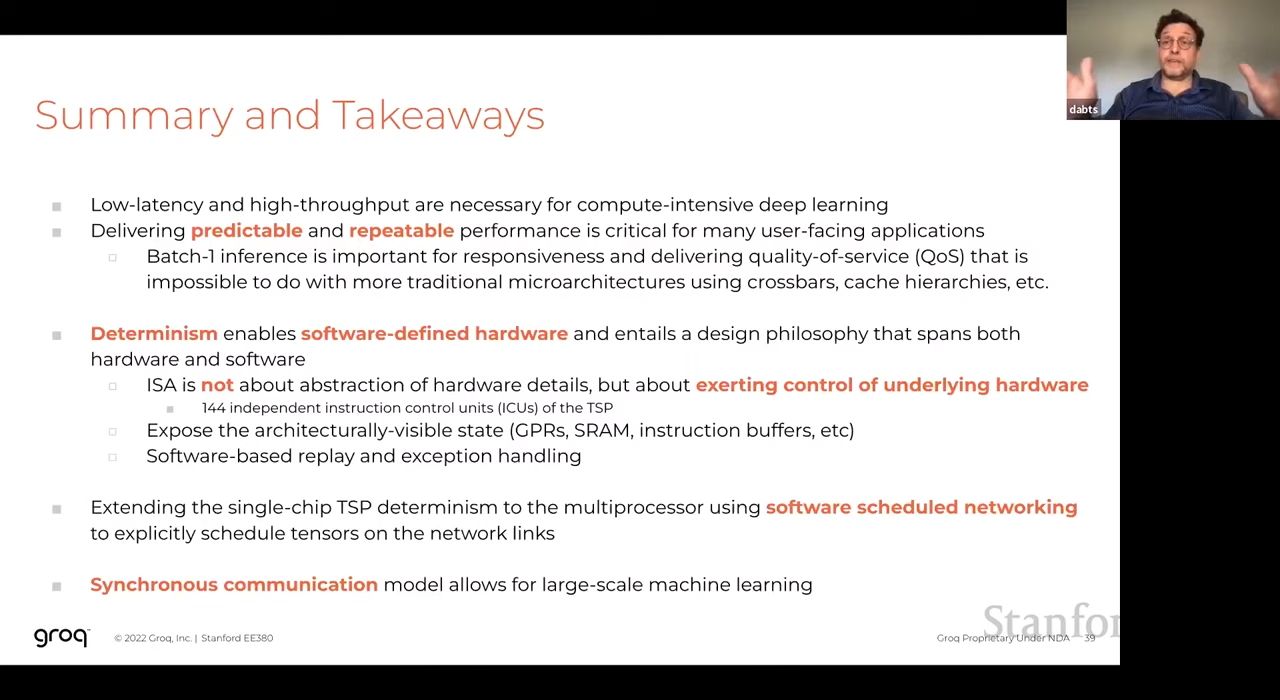 dabts
Summary and Takeaways
Low-latency and high-throughput are necessary for compute-intensive deep learning
Delivering predictable and repeatable performance is critical for many user-facing applications
Batch-1 inference is important for responsiveness and delivering quality-of-service (QoS) that is
impossible to do with more traditional microarchitectures using crossbars, cache hierarchies, etc.
Determinism enables software-defined hardware and entails a design philosophy that spans both
hardware and software
ISA is not about abstraction of hardware details, but about exerting control of underlying hardware
144 independent instruction control units (ICUs) of the TSP
Expose the architecturally-visible state (GPRs, SRAM, instruction buffers, etc)
Software-based replay and exception handling
Extending the single-chip TSP determinism to the multiprocessor using software scheduled networking
to explicitly schedule tensors on the network links
Synchronous communication model allows for large-scale machine learning
groq™ © 2022 Groq, Inc. | Stanford EE380
Stanfor
Groq Proprietary Under NDA 39